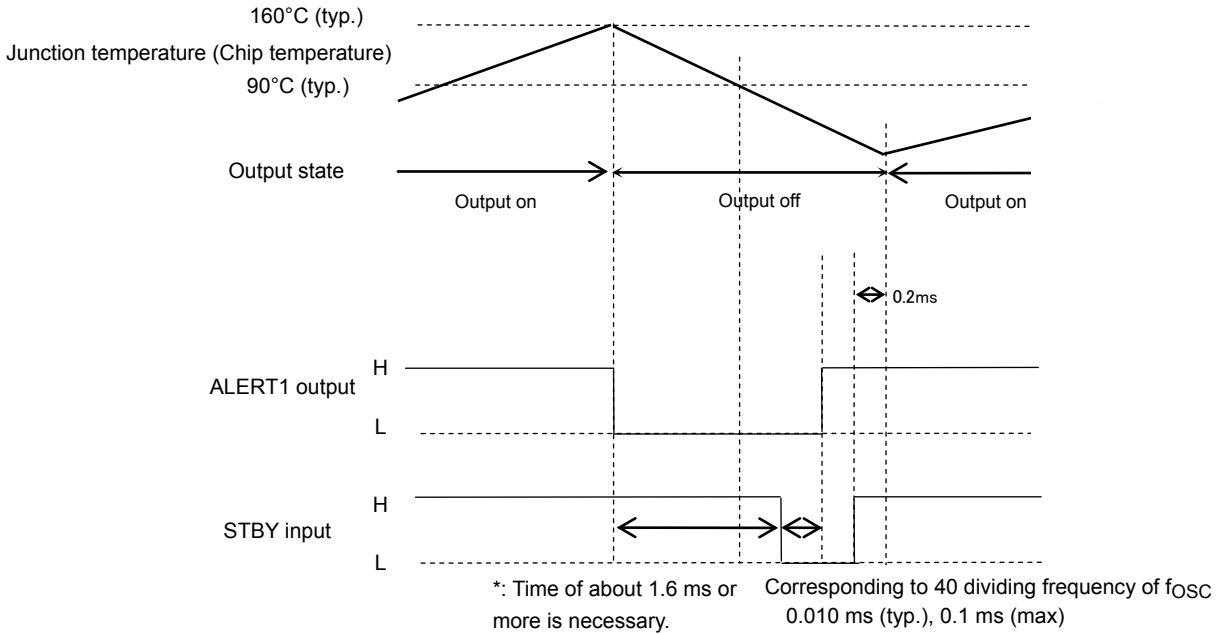 160°C (typ.)
Junction temperature (Chip temperature)
90°C (typ.)
Output state
Output on
Output off
Output on
0.2ms
H
ALERT1 output
L
H
STBY input
L
*: Time of about 1.6 ms or
more is necessary.
Corresponding to 40 dividing frequency of fOSC
0.010 ms (typ.), 0.1 ms (max)